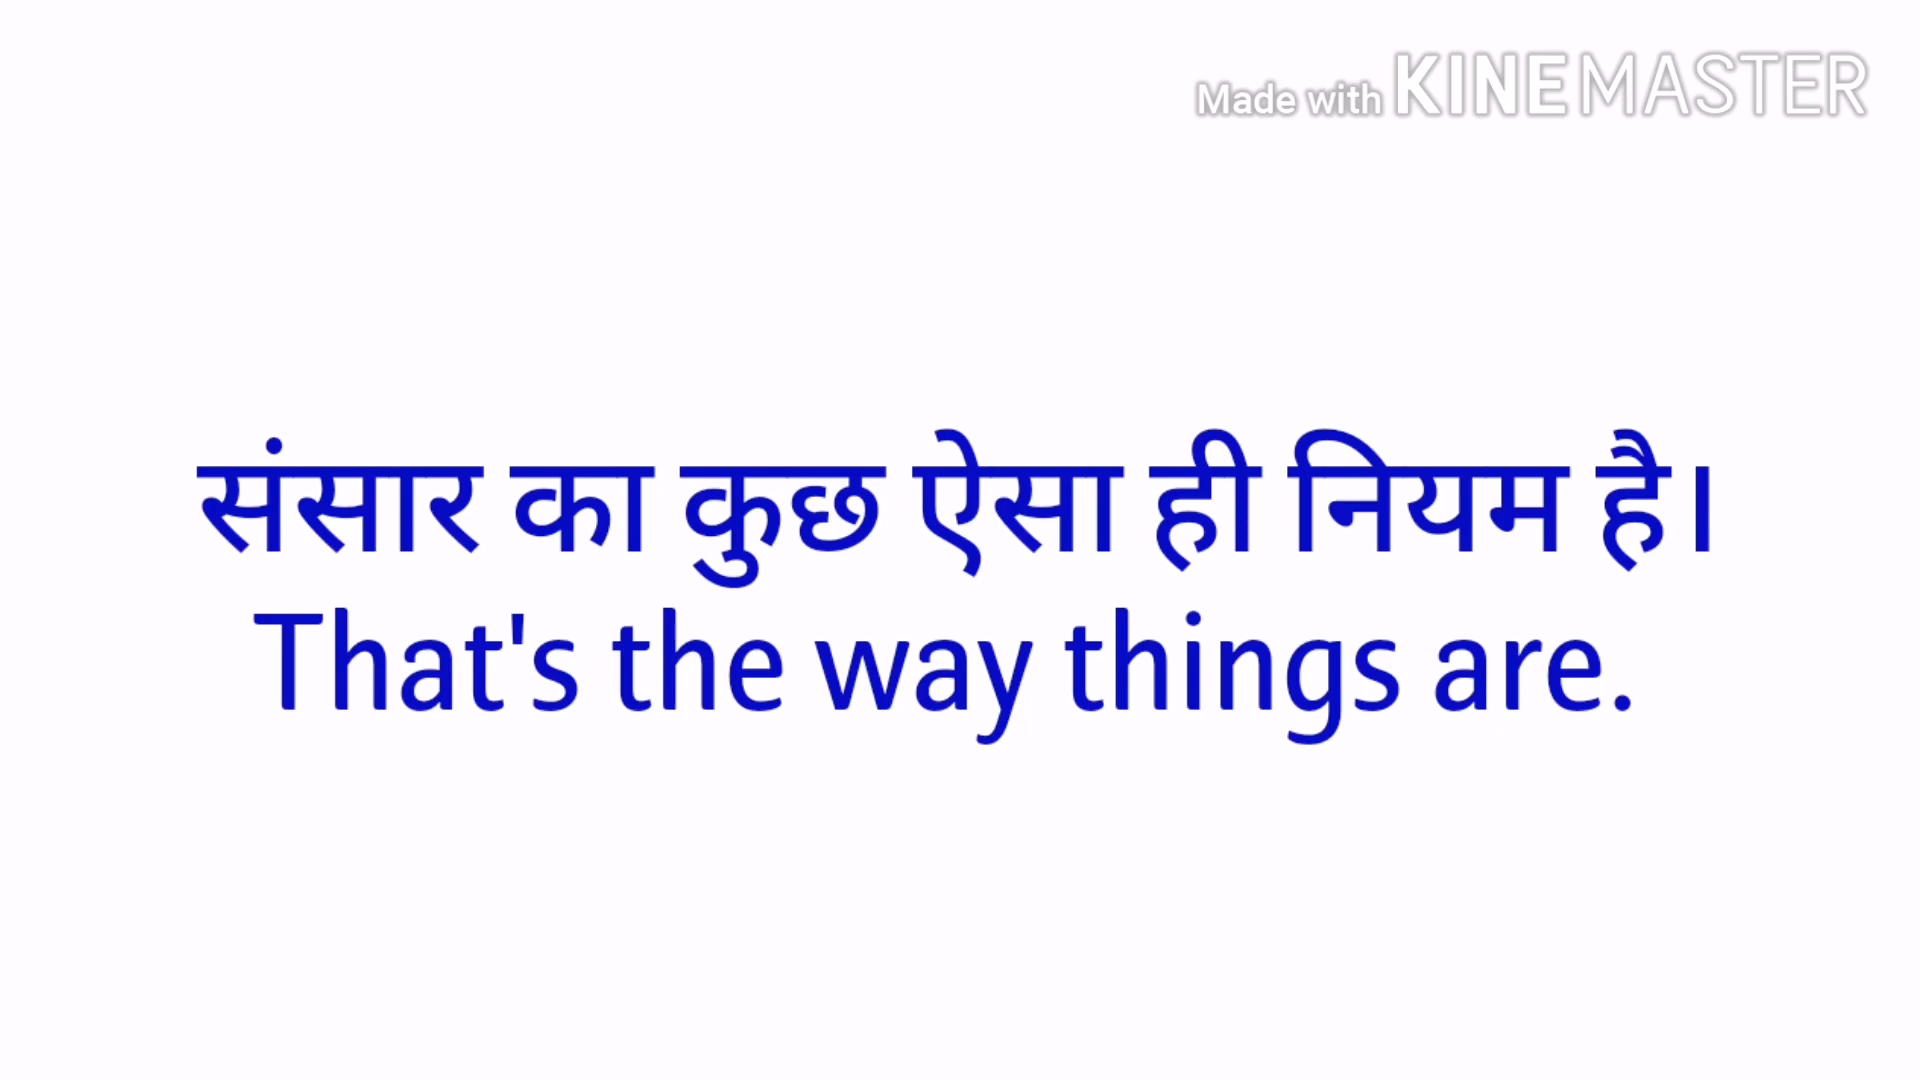 Made with KINEMASTER
संसार का कुछ ऐसा ही नियम है।
That's the way things are.